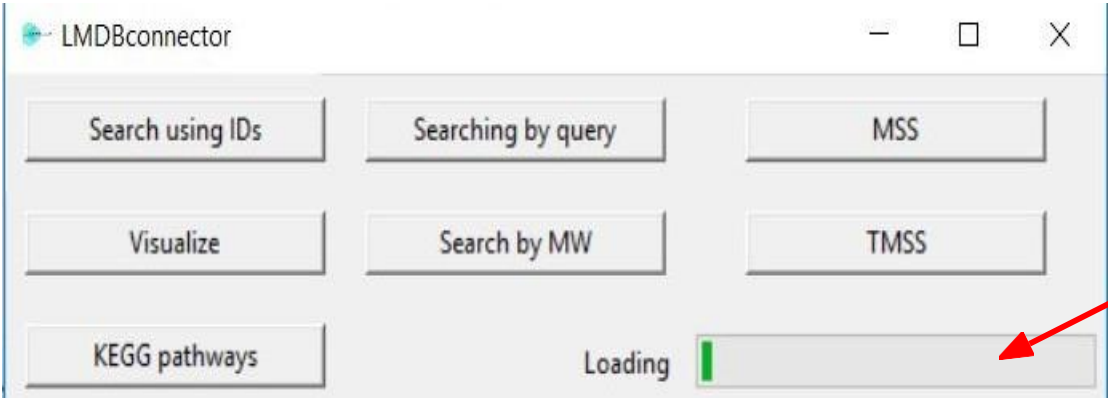 LMDBconnector
Search using IDs
Searching by query
MSS
Visualize
Search by MW
TMSS
KEGG pathways
Loading